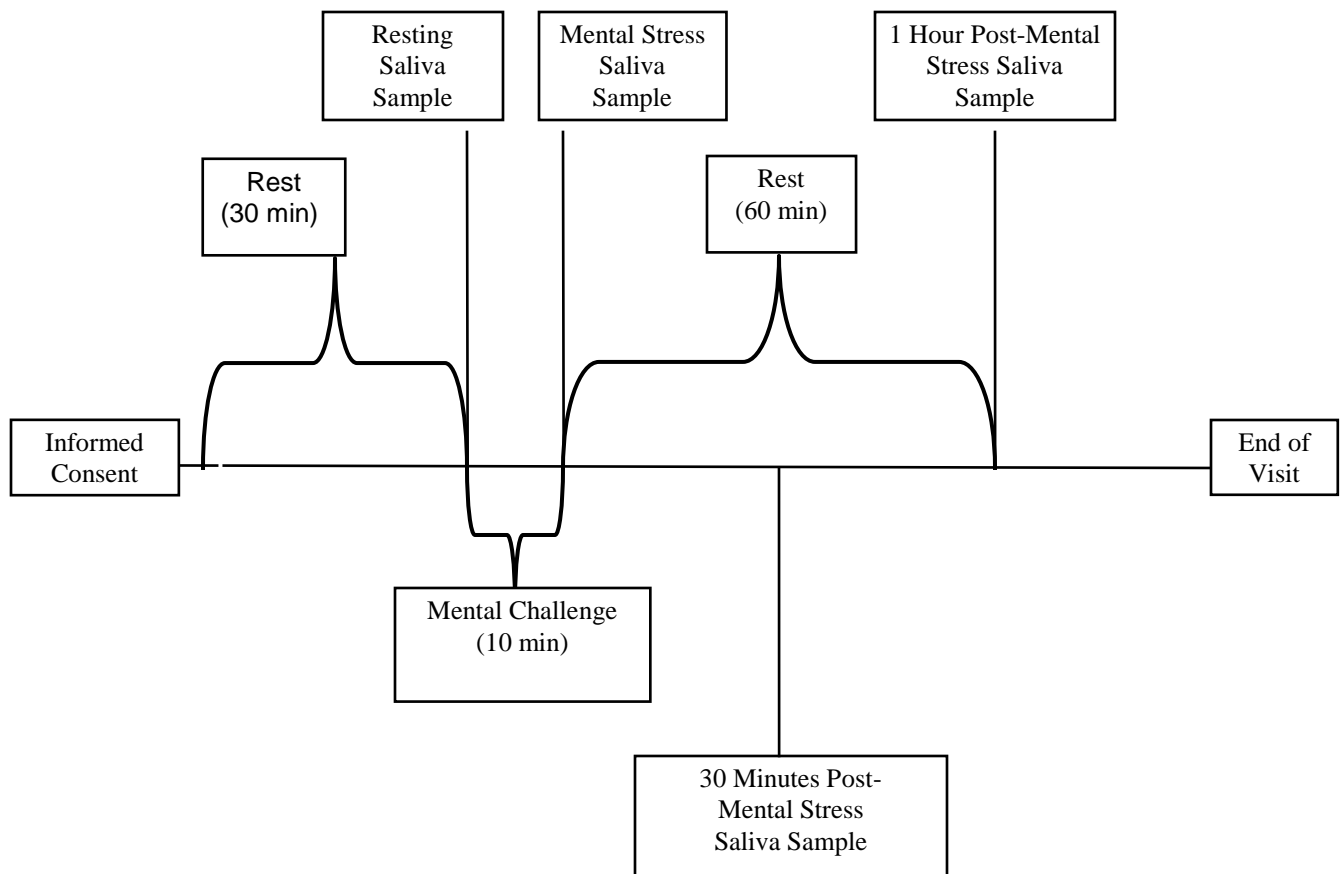 Resting
Saliva
Sample
Mental Stress
Saliva
Sample
1 Hour Post-Mental
Stress Saliva
Sample
Rest
(30 min)
Rest
(60 min)
Informed
Consent
End of
Visit
Mental Challenge
(10 min)
30 Minutes Post-
Mental Stress
Saliva Sample